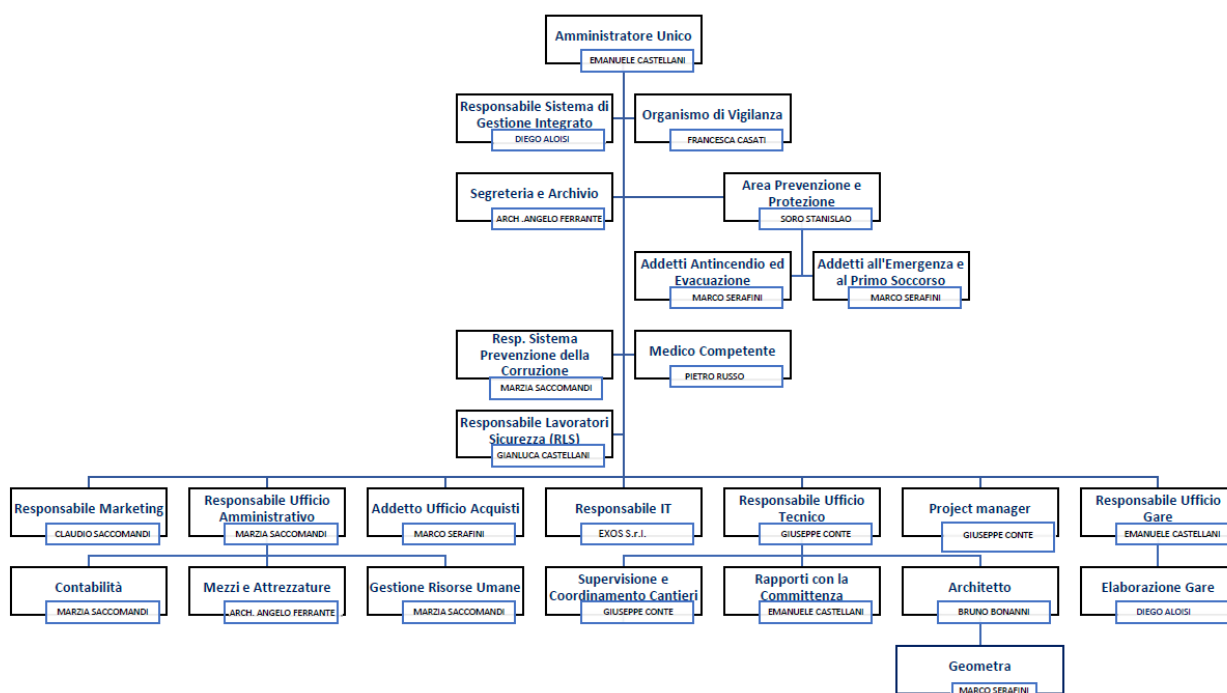 Amministratore Unico
EMANUELE CASTELLANI
Responsabile Sistema di
Gestione Integrato
DIEGO ALOISI
Organismo di Vigilanza
FRANCESCA CASATI
Segreteria e Archivio
ARCH .ANGELO FERRANTE
Area Prevenzione e
Protezione
SORO STANISLAO
Addetti Antincendio ed
Evacuazione
MARCO SERAFINI
Addetti all'Emergenza e
al Primo Soccorso
MARCO SERAFINI
Resp. Sistema
Prevenzione della
Corruzione
MARZIA SACCOMANDI
Medico Competente
PIETRO RUSSO
Responsabile Lavoratori
Sicurezza (RLS)
GIANLUCA CASTELLANI
Responsabile Marketing
CLAUDIO SACCOMANDI
Responsabile Ufficio
Amministrativo
MARZIA SACCOMANDI
Addetto Ufficio Acquisti
MARCO SERAFINI
Responsabile IT
EXOS S.r.l.
Responsabile Ufficio
Tecnico
GIUSEPPE CONTE
Project manager
GIUSEPPE CONTE
Responsabile Ufficio
Gare
EMANUELE CASTELLANI
Contabilità
MARZIA SACCOMANDI
Mezzi e Attrezzature
ARCH. ANGELO FERRANTE
Gestione Risorse Umane
MARZIA SACCOMANDI
Supervisione e
Coordinamento Cantieri
GIUSEPPE CONTE
Rapporti con la
Committenza
EMANUELE CASTELLANI
Architetto
BRUNO BONANNI
Elaborazione Gare
DIEGO ALOISI
Geometra
MARCO SERAFINI